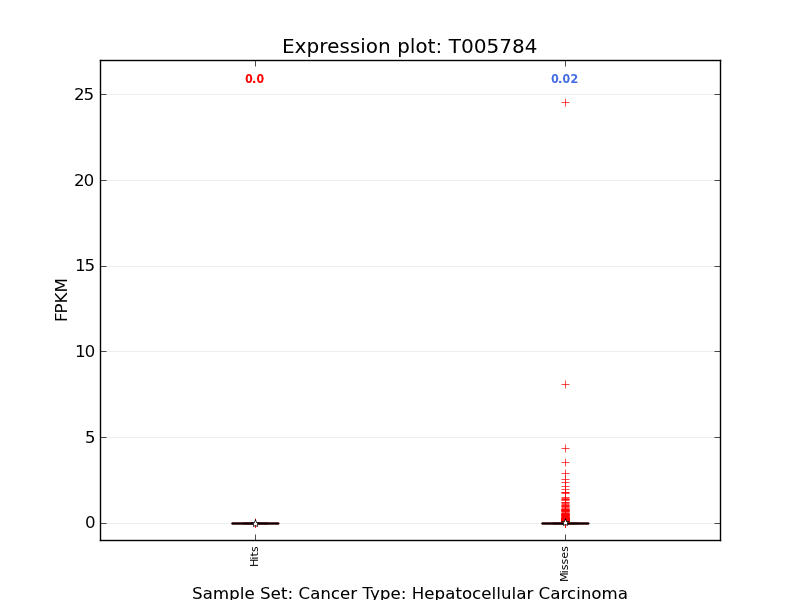 Expression plot: T005784
0.0
0.02
25
20
15
10
5
0
FPKM
Hits
Misses
Sample Set: Cancer Type: Hepatocellular Carcinoma